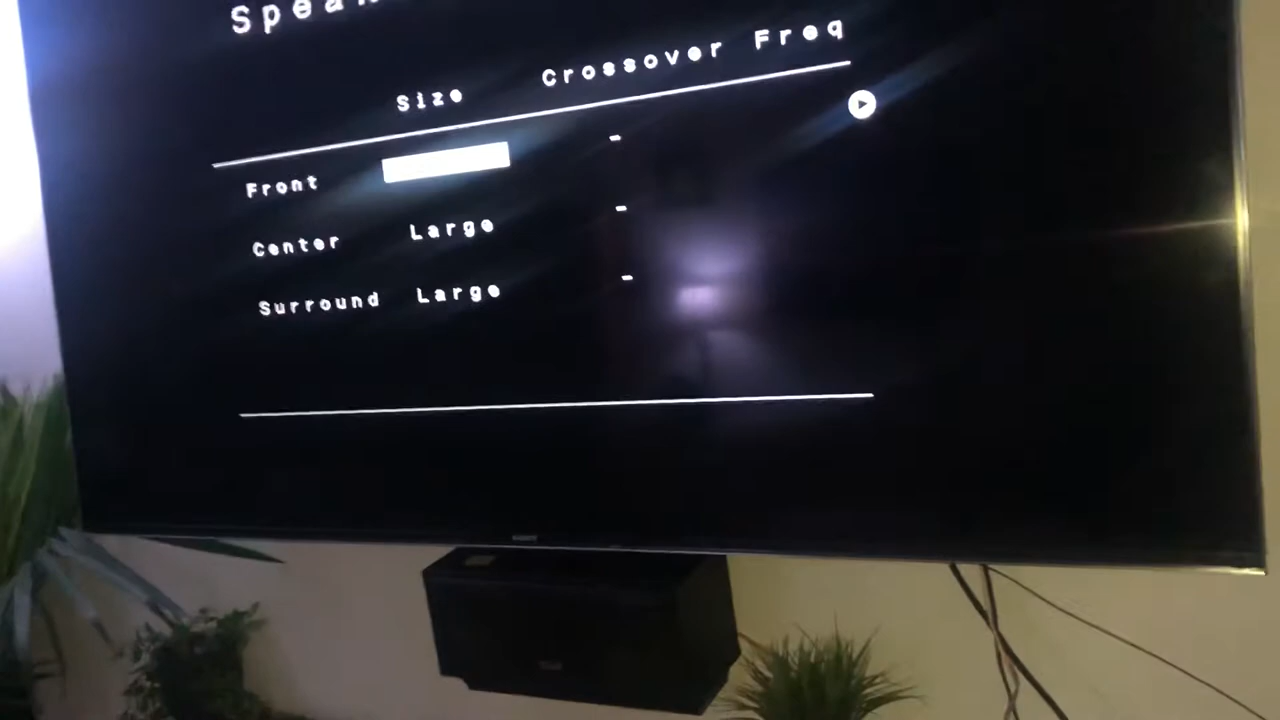 Size Crossover Freq
Front -
Center Large -
Surround Large -